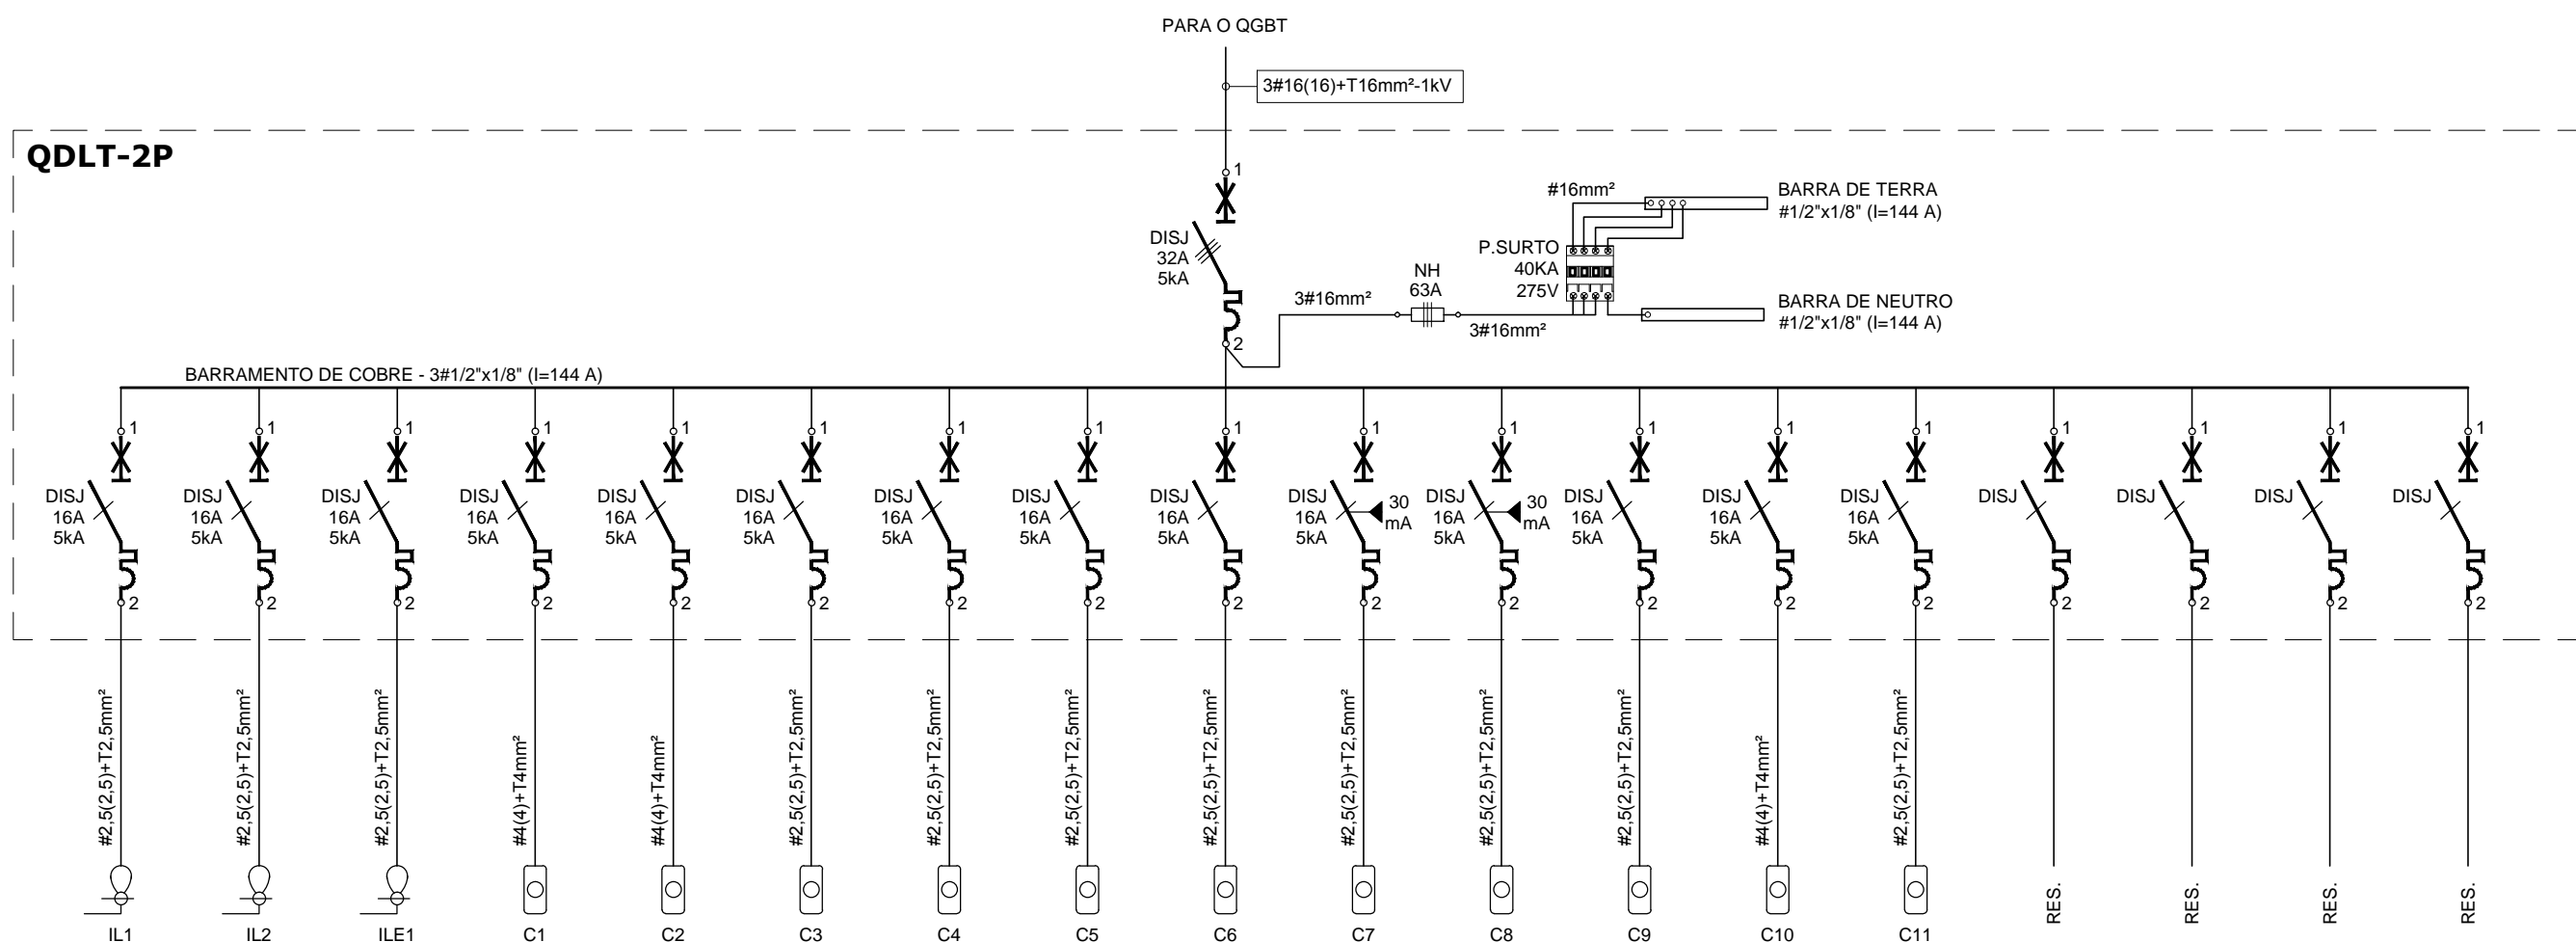 PARA O QGBT
3#16(16)+T16mm²-1kV
QDLT-2P
1
DISJ
32A
5kA
2
#16mm²
BARRA DE TERRA
#1/2"x1/8" (I=144 A)
P.SURTO
40KA
275V
NH
63A
3#16mm²
3#16mm²
BARRA DE NEUTRO
#1/2"x1/8" (I=144 A)
BARRAMENTO DE COBRE - 3#1/2"x1/8" (I=144 A)
1 1 1 1 1 1 1 1 1 1 1 1 1 1 1 1 1 1
DISJ DISJ DISJ DISJ DISJ DISJ DISJ DISJ DISJ DISJ 30 DISJ 30 DISJ DISJ DISJ DISJ DISJ DISJ DISJ
16A 16A 16A 16A 16A 16A 16A 16A 16A 16A mA 16A mA 16A 16A 16A
5kA 5kA 5kA 5kA 5kA 5kA 5kA 5kA 5kA 5kA 5kA 5kA 5kA 5kA
2 2 2 2 2 2 2 2 2 2 2 2 2 2 2 2 2 2
#2,5(2,5)+T2,5mm²
#2,5(2,5)+T2,5mm²
#2,5(2,5)+T2,5mm²
#4(4)+T4mm²
#4(4)+T4mm²
#2,5(2,5)+T2,5mm²
#2,5(2,5)+T2,5mm²
#2,5(2,5)+T2,5mm²
#2,5(2,5)+T2,5mm²
#2,5(2,5)+T2,5mm²
#2,5(2,5)+T2,5mm²
#2,5(2,5)+T2,5mm²
#4(4)+T4mm²
#2,5(2,5)+T2,5mm²
RES.
RES.
RES.
RES.
IL1 IL2 ILE1 C1 C2 C3 C4 C5 C6 C7 C8 C9 C10 C11